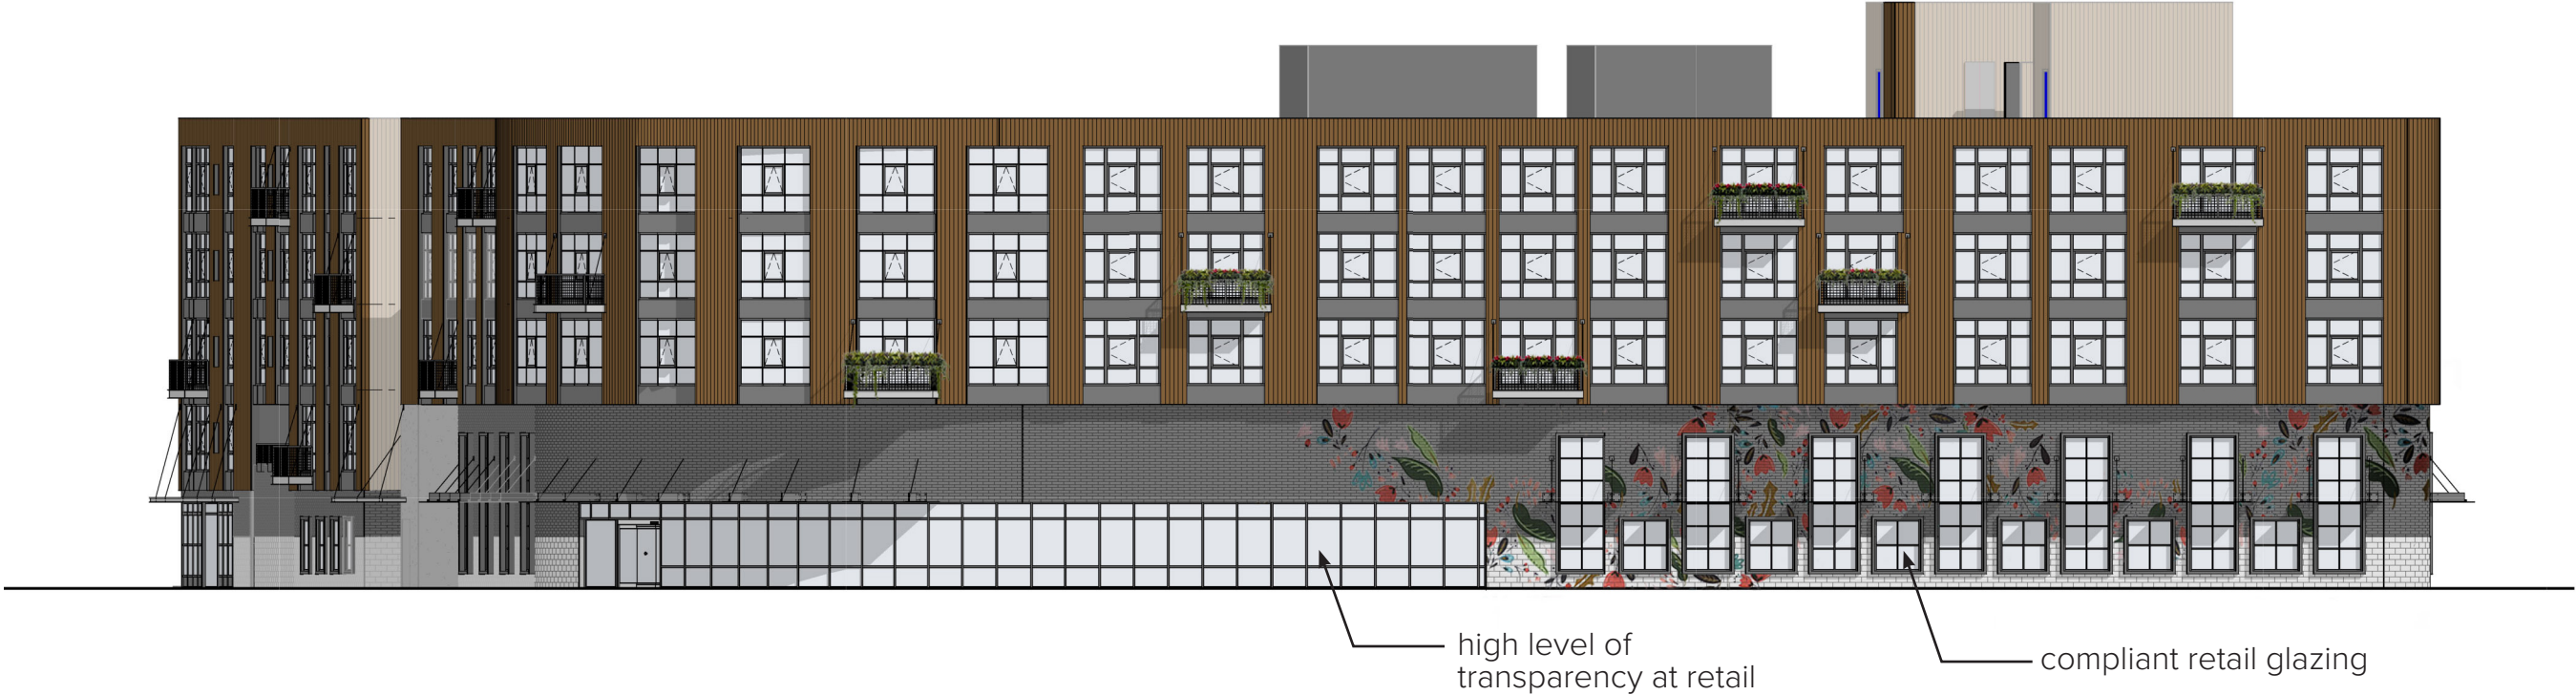 high level of
transparency at retail
compliant retail glazing